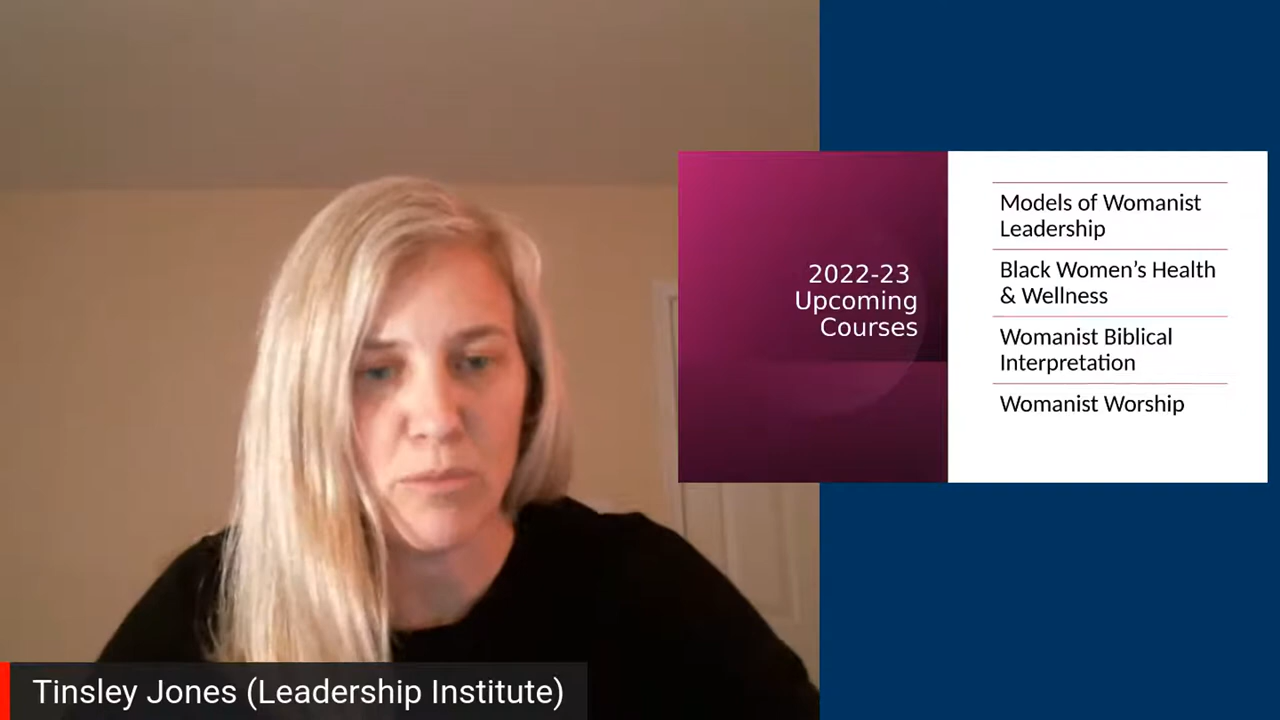 2022-23
Upcoming
Courses
Models of Womanist
Leadership
Black Women’s Health
& Wellness
Womanist Biblical
Interpretation
Womanist Worship
Tinsley Jones (Leadership Institute)